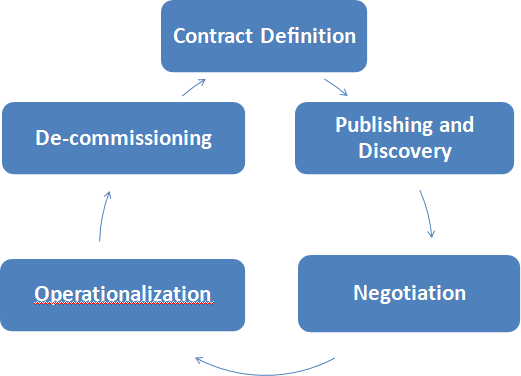 Contract Definition
Publishing and
Discovery
De-commissioning
Negotiation
Operationalization